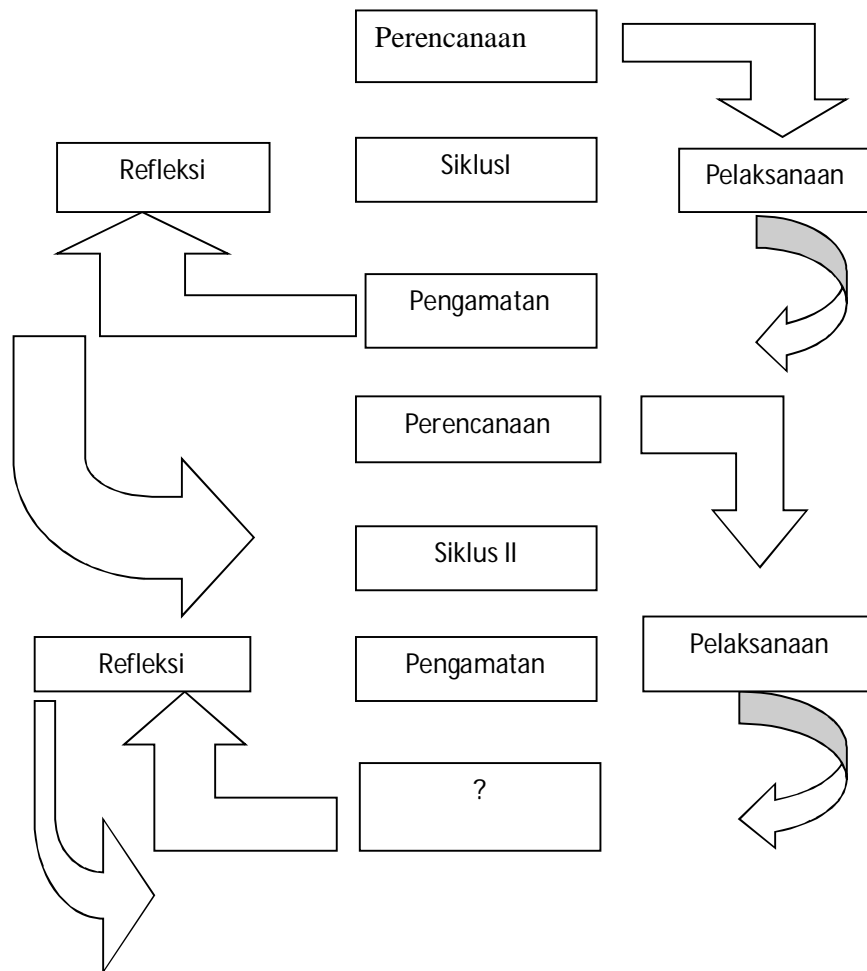 Perencanaan
Refleksi
SiklusI
Pelaksanaan
Pengamatan
Perencanaan
Siklus II
Refleksi
Pengamatan
Pelaksanaan
?